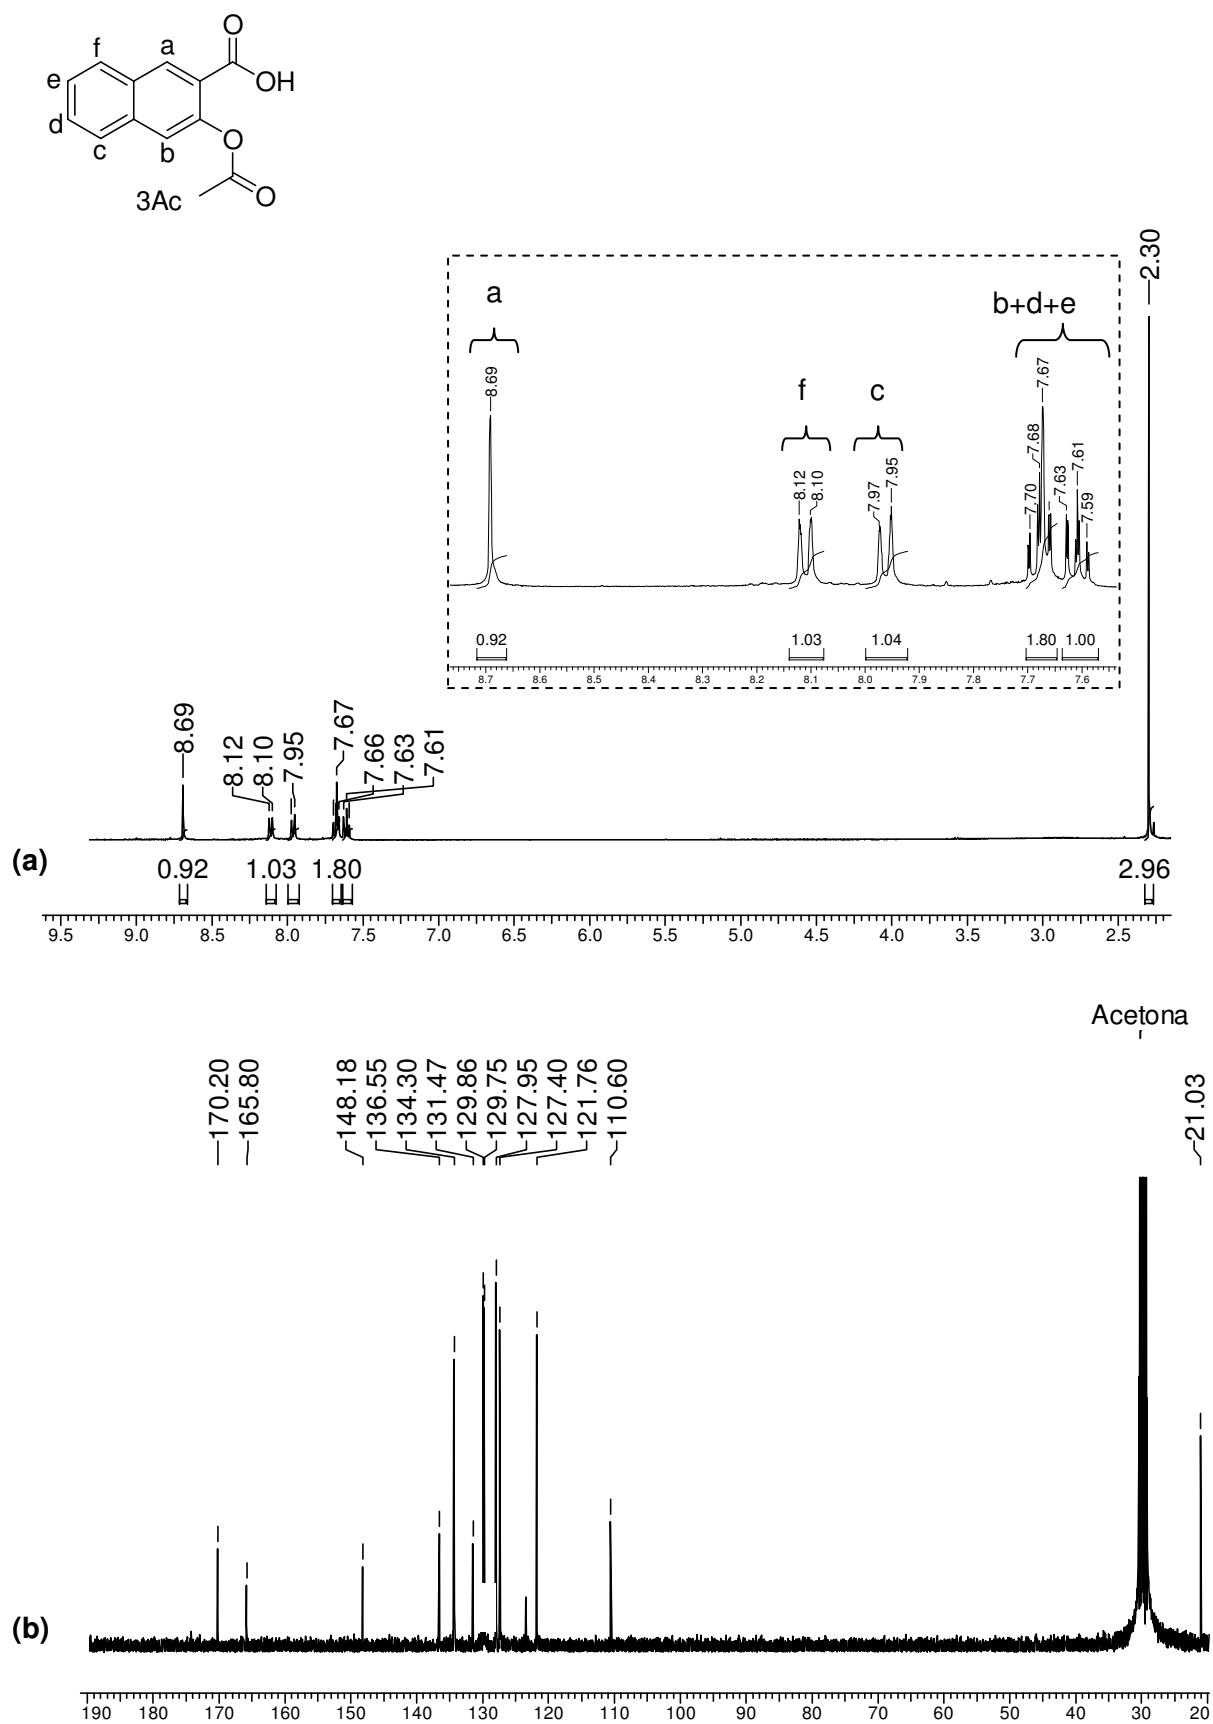 O
f a
e OH
d O
c b
3Ac O
2.30
a b+d+e
8.69 f c 7.70 7.68 7.67 7.63 7.61 7.59
8.12 8.10 7.97 7.95
0.92 1.03 1.04 1.80 1.00
8.7 8.6 8.5 8.4 8.3 8.2 8.1 8.0 7.9 7.8 7.7 7.6
8.69 8.12 8.10 7.95 7.67 7.66 7.63 7.61
(a)
0.92 1.03 1.80 2.96
9.5 9.0 8.5 8.0 7.5 7.0 6.5 6.0 5.5 5.0 4.5 4.0 3.5 3.0 2.5
Acetona
170.20 165.80 148.18 136.55 134.30 131.47 129.86 129.75 127.95 127.40 121.76 110.60 21.03
(b)
190 180 170 160 150 140 130 120 110 100 90 80 70 60 50 40 30 20